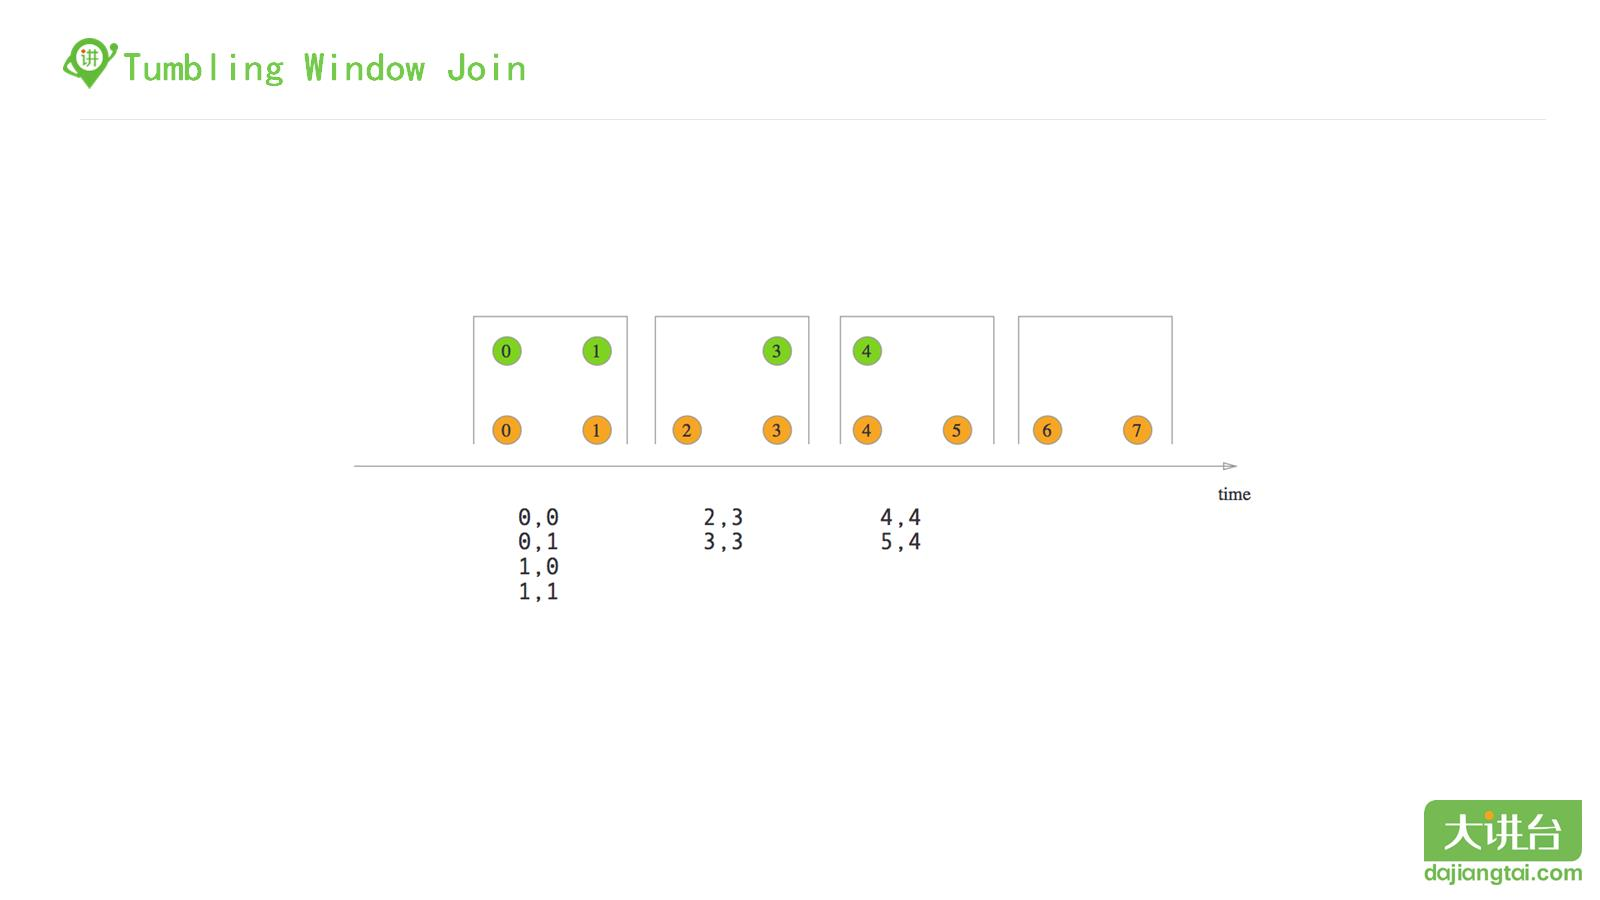 讲
Tumbling Window Join
0 1 3 4
0 1 2 3 4 5 6 7
time
0,0 2,3 4,4
0,1 3,3 5,4
1,0
1,1
大讲台
dajiangtai.com